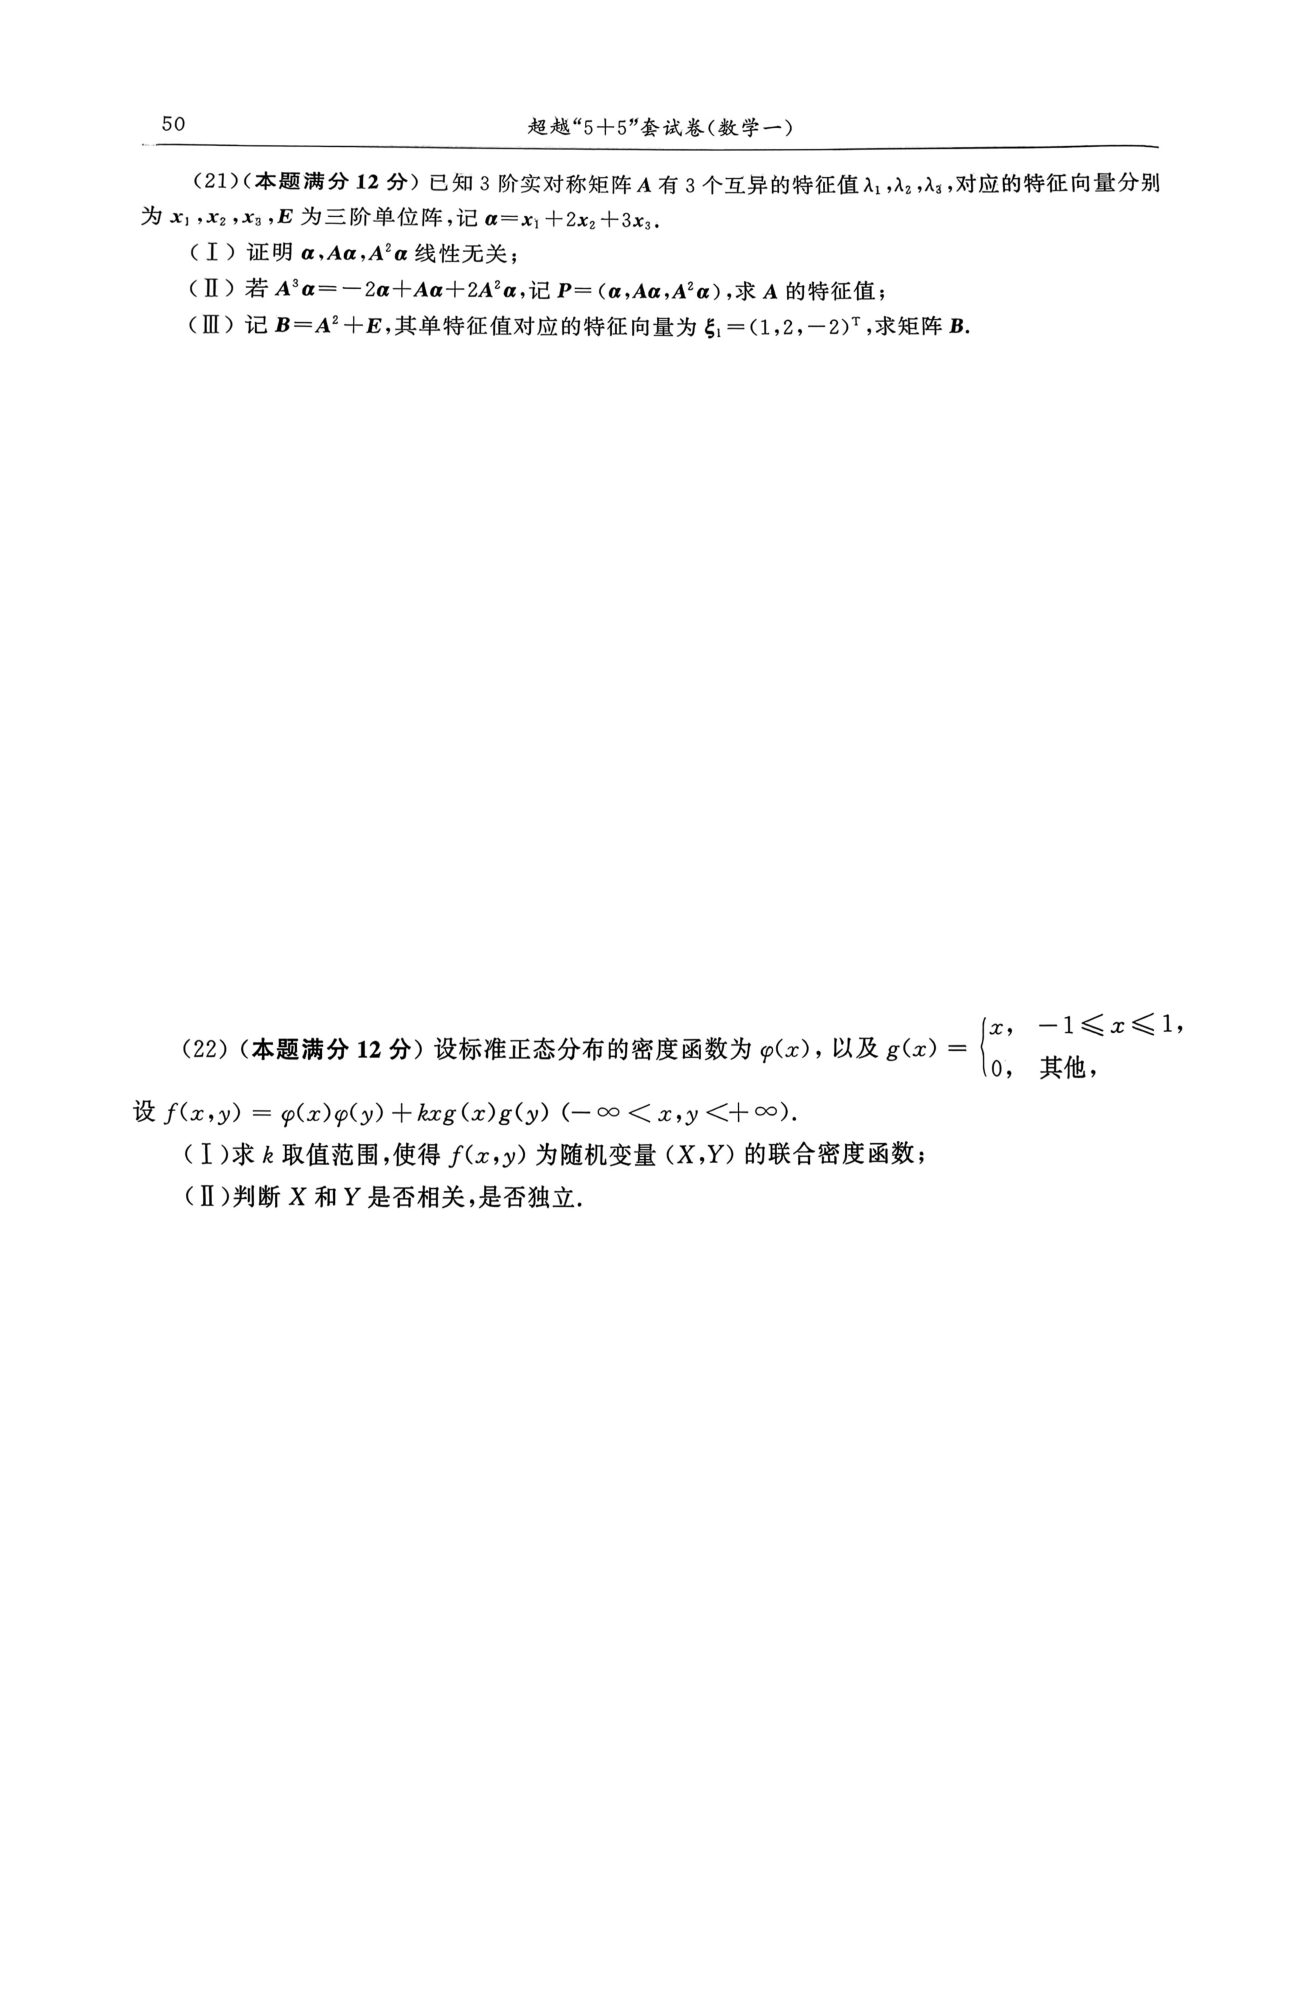 50
超越“5+5”套试卷(数学一)
(21)(本题满分 12 分) 已知 3 阶实对称矩阵 A 有 3 个互异的特征值 λ₁,λ₂,λ₃,对应的特征向量分别
为 x₁,x₂,x₃,E 为三阶单位阵,记 α=x₁+2x₂+3x₃.
(Ⅰ) 证明 α,Aα,A²α 线性无关;
(Ⅱ) 若 A³α=-2α+Aα+2A²α,记 P=(α,Aα,A²α),求 A 的特征值;
(Ⅲ) 记 B=A²+E,其单特征值对应的特征向量为 ξ₁=(1,2,-2)ᵀ,求矩阵 B.
(22) (本题满分 12 分) 设标准正态分布的密度函数为 φ(x), 以及 g(x) = { x, -1≤x≤1,
0, 其他,
设 f(x,y) = φ(x)φ(y)+kxg(x)g(y) (-∞<x,y<+∞).
(Ⅰ)求 k 取值范围,使得 f(x,y) 为随机变量 (X,Y) 的联合密度函数;
(Ⅱ)判断 X 和 Y 是否相关,是否独立.